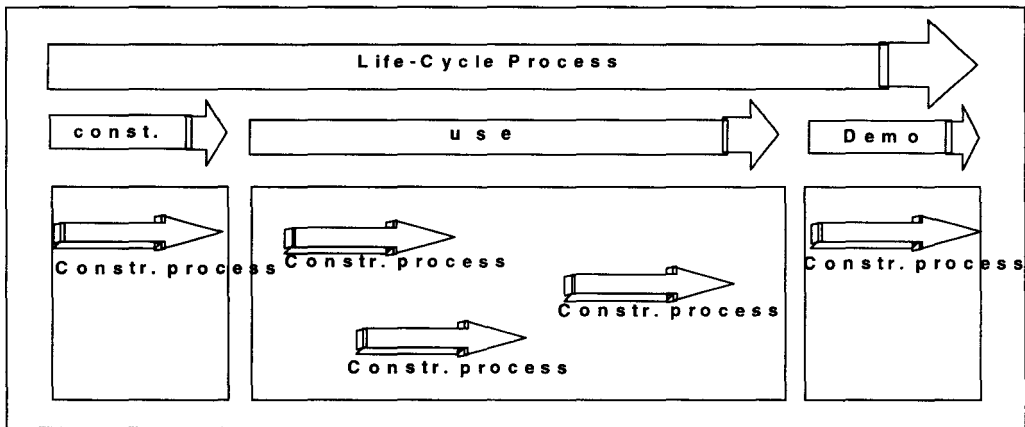 Life-Cycle Process
const.
use
Demo
Constr. process
Constr. process
Constr. process
Constr. process
Constr. process